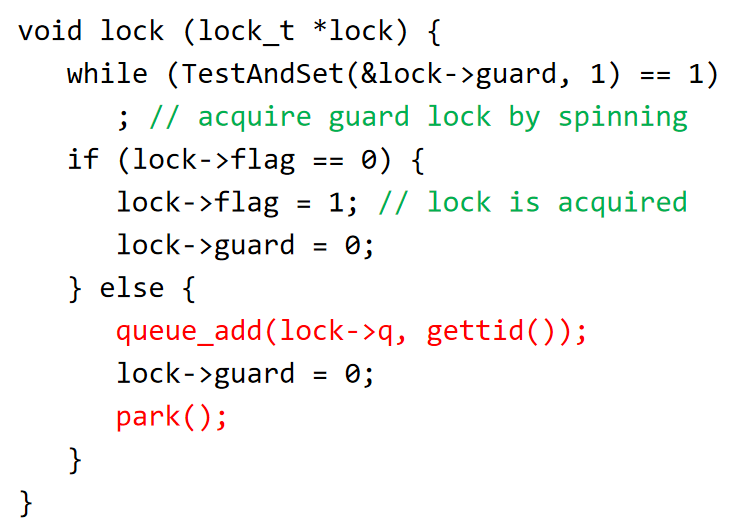 void lock (lock_t *lock) {
   while (TestAndSet(&lock->guard, 1) == 1)
      ; // acquire guard lock by spinning
   if (lock->flag == 0) {
      lock->flag = 1; // lock is acquired
      lock->guard = 0;
   } else {
      queue_add(lock->q, gettid());
      lock->guard = 0;
      park();
   }
}